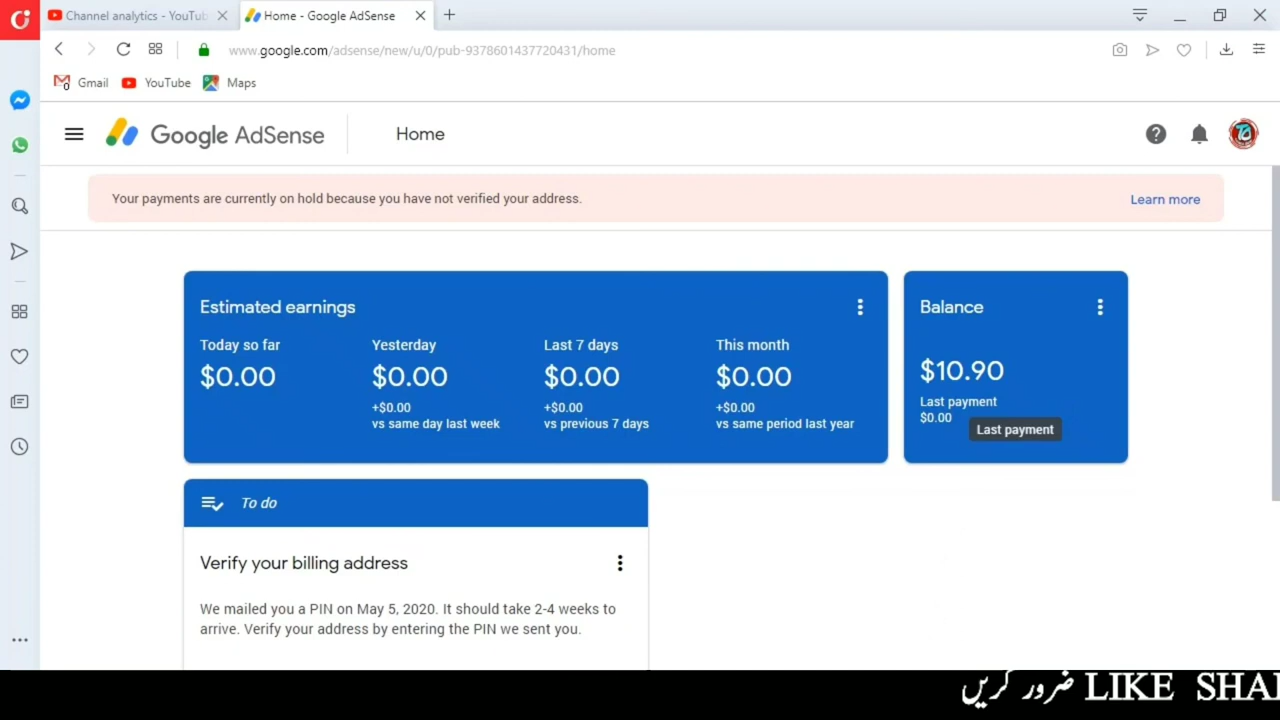 Channel analytics - YouTub
Home - Google AdSense
www.google.com/adsense/new/u/0/pub-9378601437720431/home
Gmail YouTube Maps
Google AdSense Home
Your payments are currently on hold because you have not verified your address. Learn more
Estimated earnings
Today so far Yesterday Last 7 days This month
$0.00 $0.00 $0.00 $0.00
+$0.00 +$0.00 +$0.00
vs same day last week vs previous 7 days vs same period last year
Balance
$10.90
Last payment
$0.00
Last payment
To do
Verify your billing address
We mailed you a PIN on May 5, 2020. It should take 2-4 weeks to
arrive. Verify your address by entering the PIN we sent you.
ضرور کریں LIKE SHA